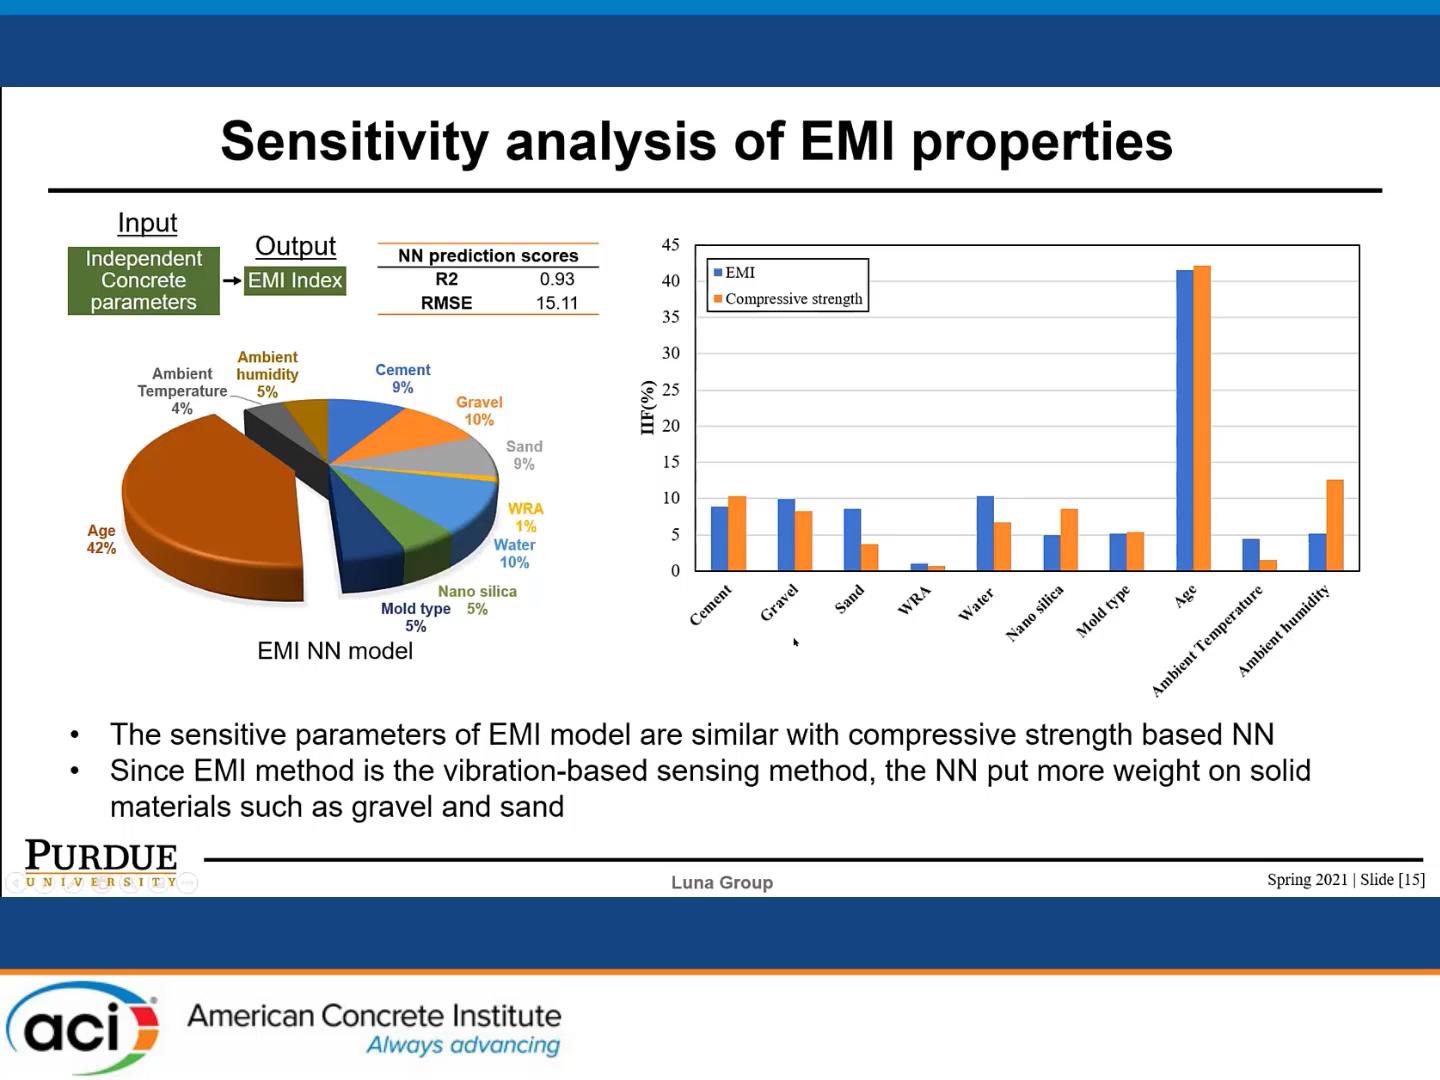 Sensitivity analysis of EMI properties
Input
Independent
Concrete
parameters
Output
EMI Index
NN prediction scores
R2 0.93
RMSE 15.11
Ambient
humidity
5%
Ambient
Temperature
4%
Cement
9%
Gravel
10%
Sand
9%
WRA
1%
Water
10%
Nano silica
5%
Mold type
5%
Age
42%
EMI NN model
45
40
35
30
25
20
15
10
5
0
IIF(%)
EMI
Compressive strength
Cement
Gravel
Sand
WRA
Water
Nano silica
Mold type
Age
Ambient Temperature
Ambient humidity
• The sensitive parameters of EMI model are similar with compressive strength based NN
• Since EMI method is the vibration-based sensing method, the NN put more weight on solid
materials such as gravel and sand
PURDUE
UNIVERSITY
Luna Group
Spring 2021 | Slide [15]
aci
American Concrete Institute
Always advancing